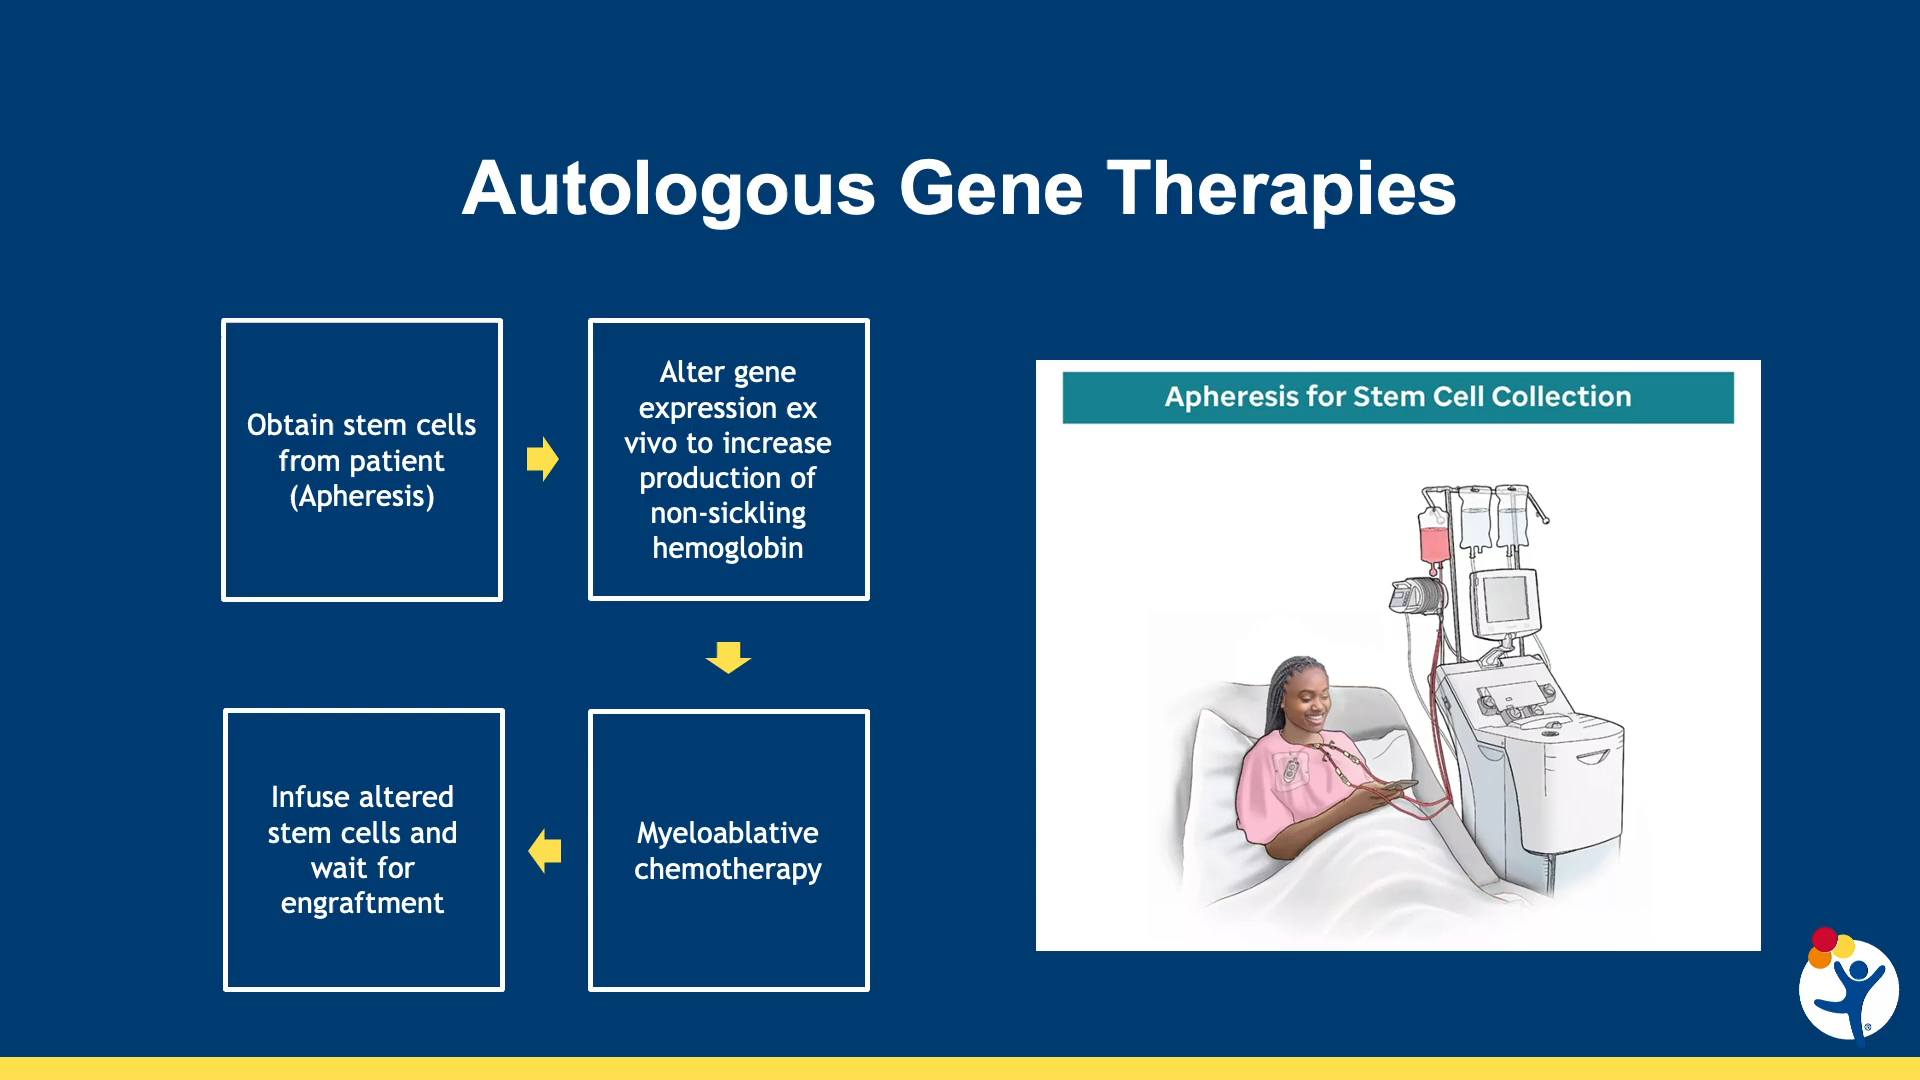 Autologous Gene Therapies
Obtain stem cells
from patient
(Apheresis)
Alter gene
expression ex
vivo to increase
production of
non-sickling
hemoglobin
Myeloablative
chemotherapy
Infuse altered
stem cells and
wait for
engraftment
Apheresis for Stem Cell Collection
®